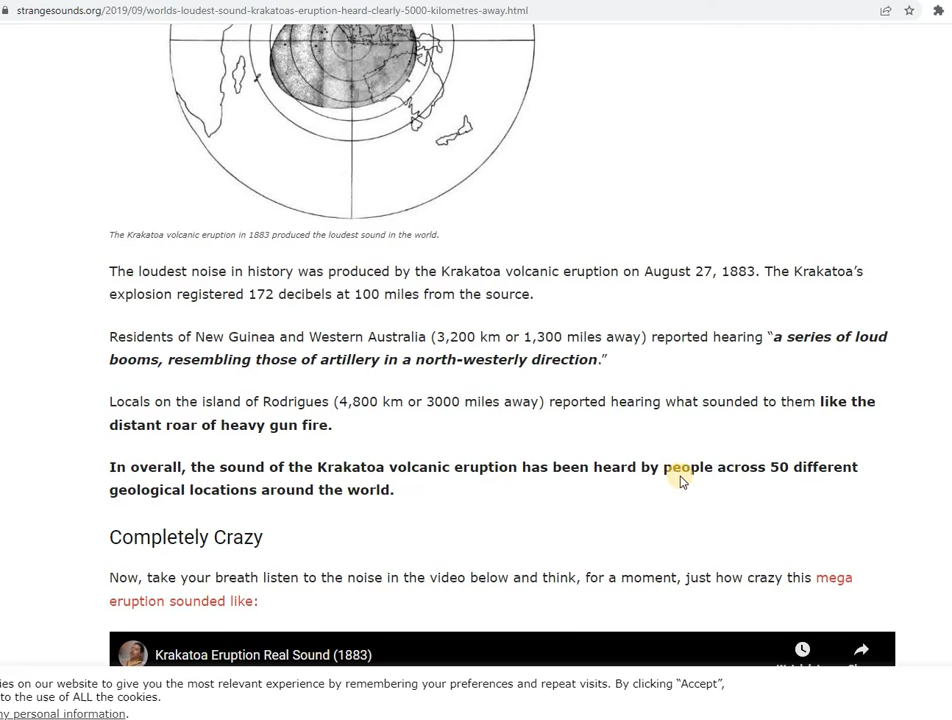 strangesounds.org/2019/09/worlds-loudest-sound-krakatoas-eruption-heard-clearly-5000-kilometres-away.html
The Krakatoa volcanic eruption in 1883 produced the loudest sound in the world.
The loudest noise in history was produced by the Krakatoa volcanic eruption on August 27, 1883. The Krakatoa's
explosion registered 172 decibels at 100 miles from the source.
Residents of New Guinea and Western Australia (3,200 km or 1,300 miles away) reported hearing "a series of loud
booms, resembling those of artillery in a north-westerly direction."
Locals on the island of Rodrigues (4,800 km or 3000 miles away) reported hearing what sounded to them like the
distant roar of heavy gun fire.
In overall, the sound of the Krakatoa volcanic eruption has been heard by people across 50 different
geological locations around the world.
Completely Crazy
Now, take your breath listen to the noise in the video below and think, for a moment, just how crazy this mega
eruption sounded like:
Krakatoa Eruption Real Sound (1883)
ies on our website to give you the most relevant experience by remembering your preferences and repeat visits. By clicking "Accept",
to the use of ALL the cookies.
ny personal information.